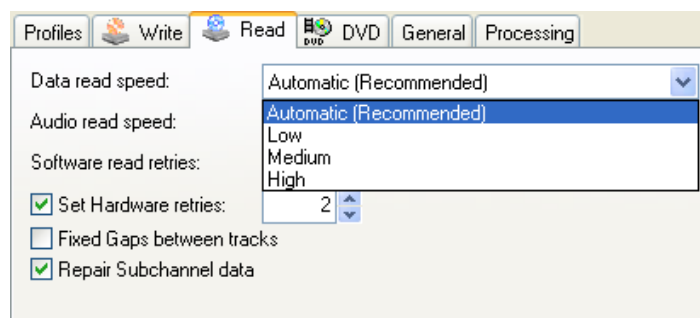 Profiles Write Read DVD DVD General Processing
Data read speed: Automatic (Recommended)
Audio read speed: Automatic (Recommended)
Low
Software read retries: Medium
High
Set Hardware retries: 2
Fixed Gaps between tracks
Repair Subchannel data